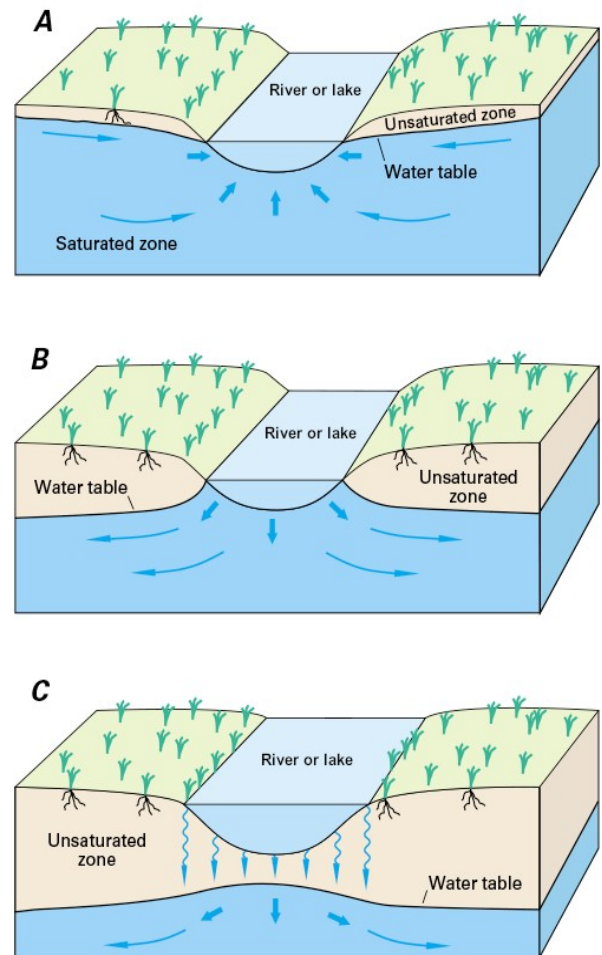 A
River or lake
Unsaturated zone
Water table
Saturated zone
B
River or lake
Water table
Unsaturated
zone
C
River or lake
Unsaturated
zone
Water table